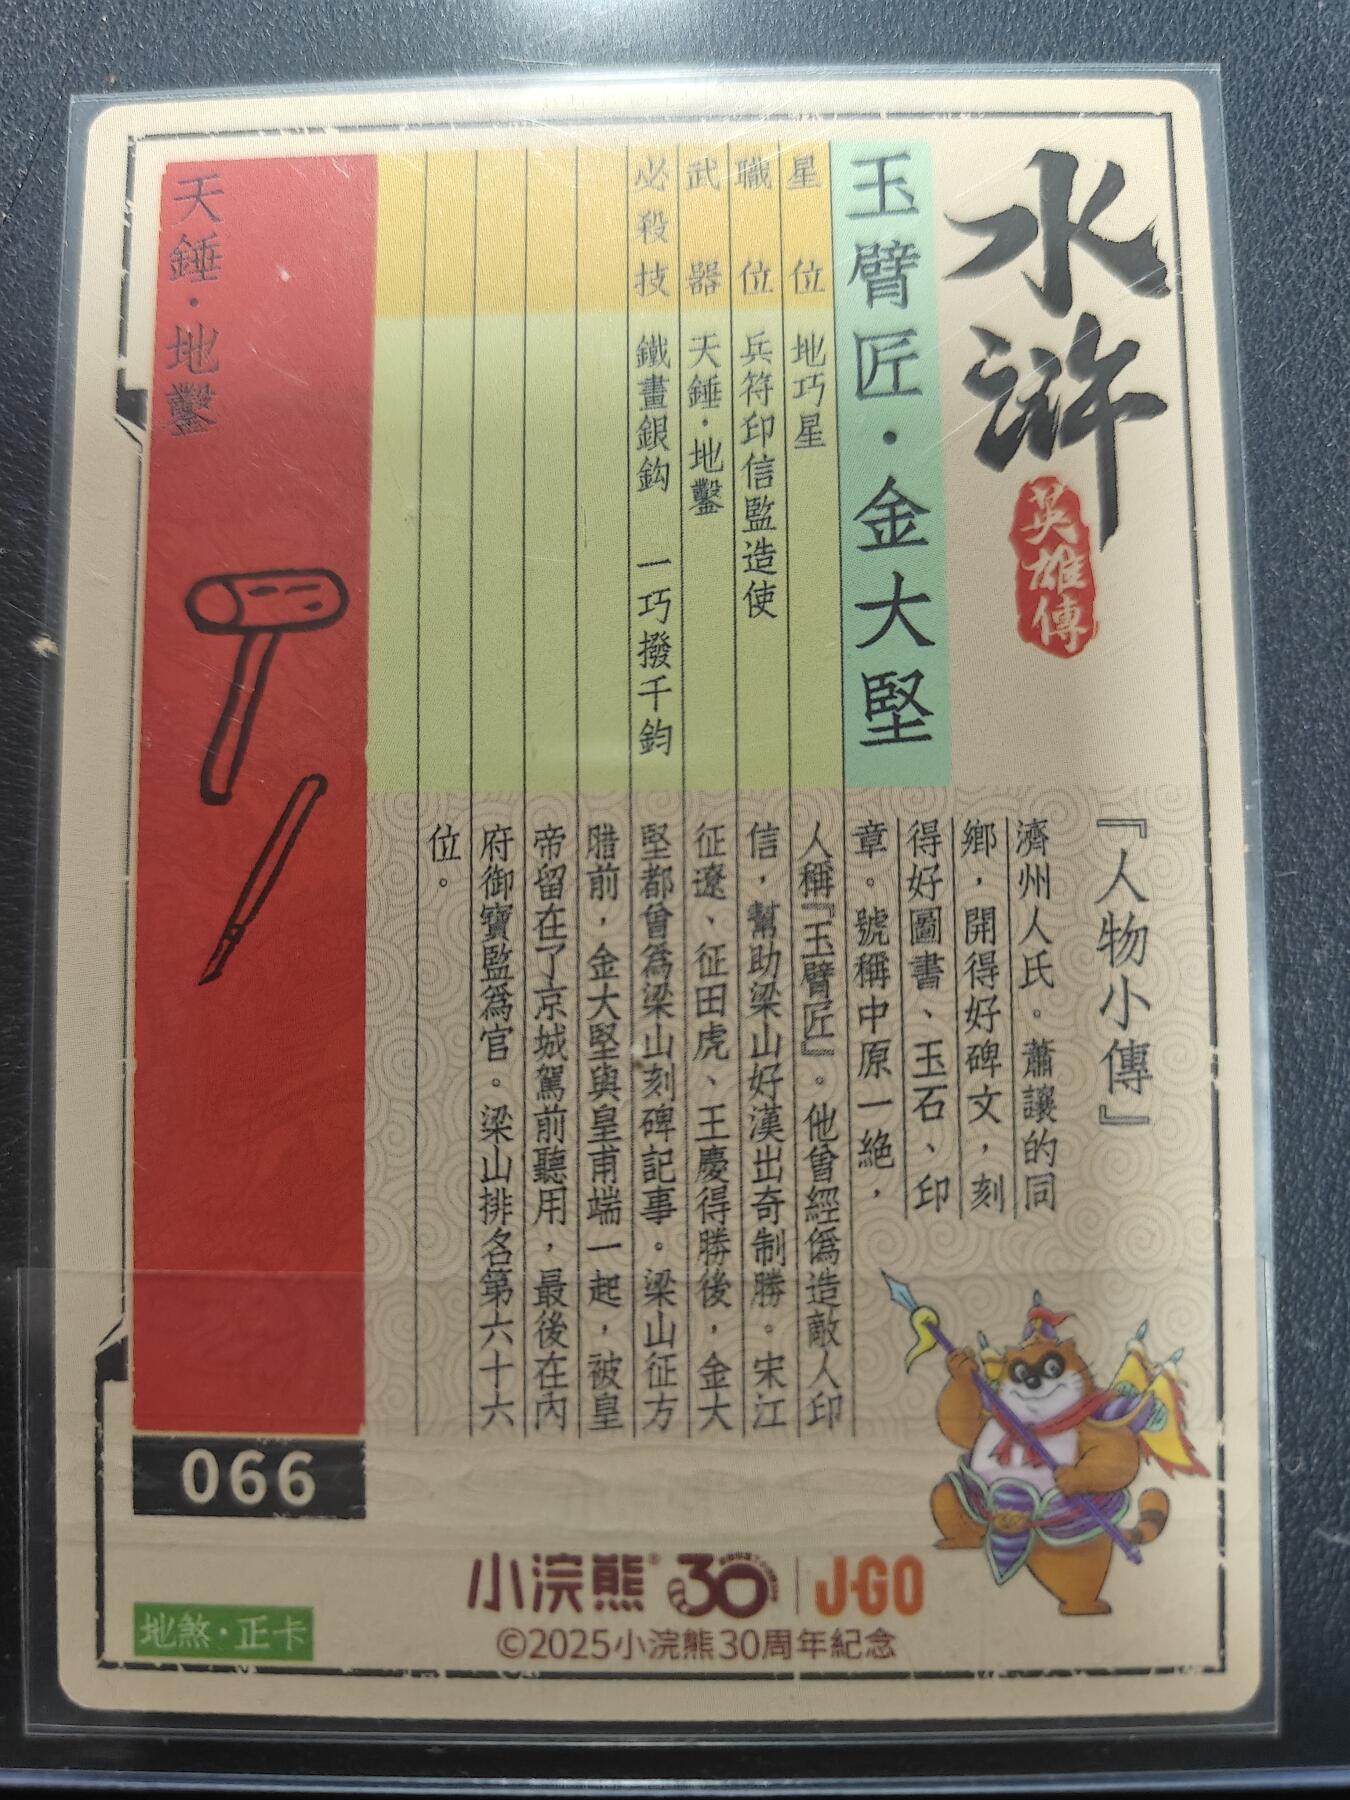 水滸
英雄傳
玉臂匠·金大堅
星位 地巧星
職位 兵符印信監造使
武器 天錘·地鑿
必殺技 鐵畫銀鈎 一巧撥千鈞
『人物小傳』
濟州人氏。蕭讓的同
鄉，開得好碑文，刻
得好圖書、玉石、印
章。號稱中原一絶，
人稱『玉臂匠』。他曾經僞造敵人印
信，幫助梁山好漢出奇制勝。宋江
征遼、征田虎、王慶得勝後，金大
堅都曾爲梁山刻碑記事。梁山征方
腊前，金大堅與皇甫端一起，被皇
帝留在了京城駕前聽用，最後在內
府御寶監爲官。梁山排名第六十六
位。
天錘·地鑿
066
地煞·正卡
小浣熊® 30 J·GO
©2025小浣熊30周年紀念